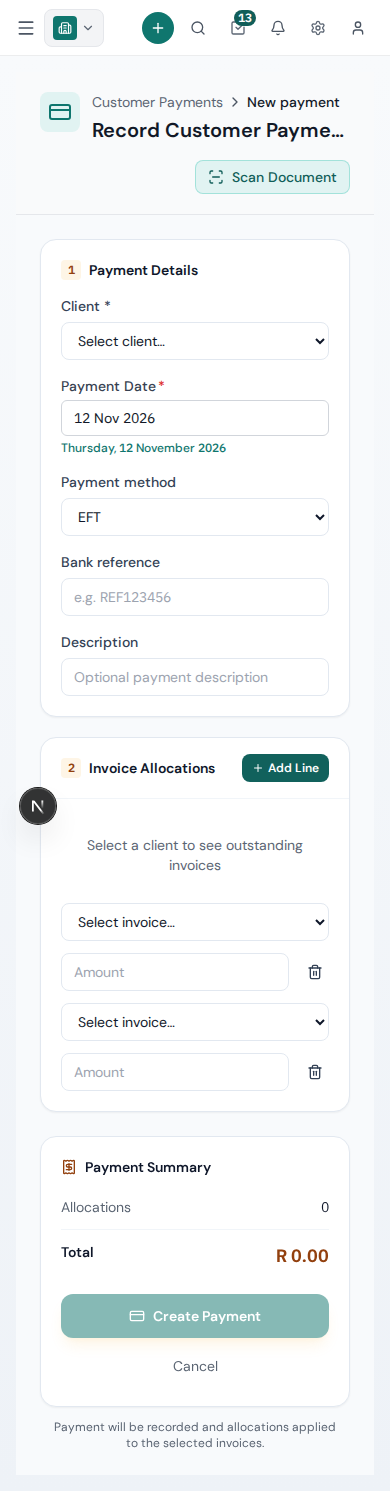 13
Customer Payments > New payment
Record Customer Payme...
Scan Document
1 Payment Details
Client *
Select client...
Payment Date *
12 Nov 2026
Thursday, 12 November 2026
Payment method
EFT
Bank reference
e.g. REF123456
Description
Optional payment description
2 Invoice Allocations
+ Add Line
N
Select a client to see outstanding
invoices
Select invoice...
Amount
Select invoice...
Amount
Payment Summary
Allocations 0
Total R 0.00
Create Payment
Cancel
Payment will be recorded and allocations applied
to the selected invoices.